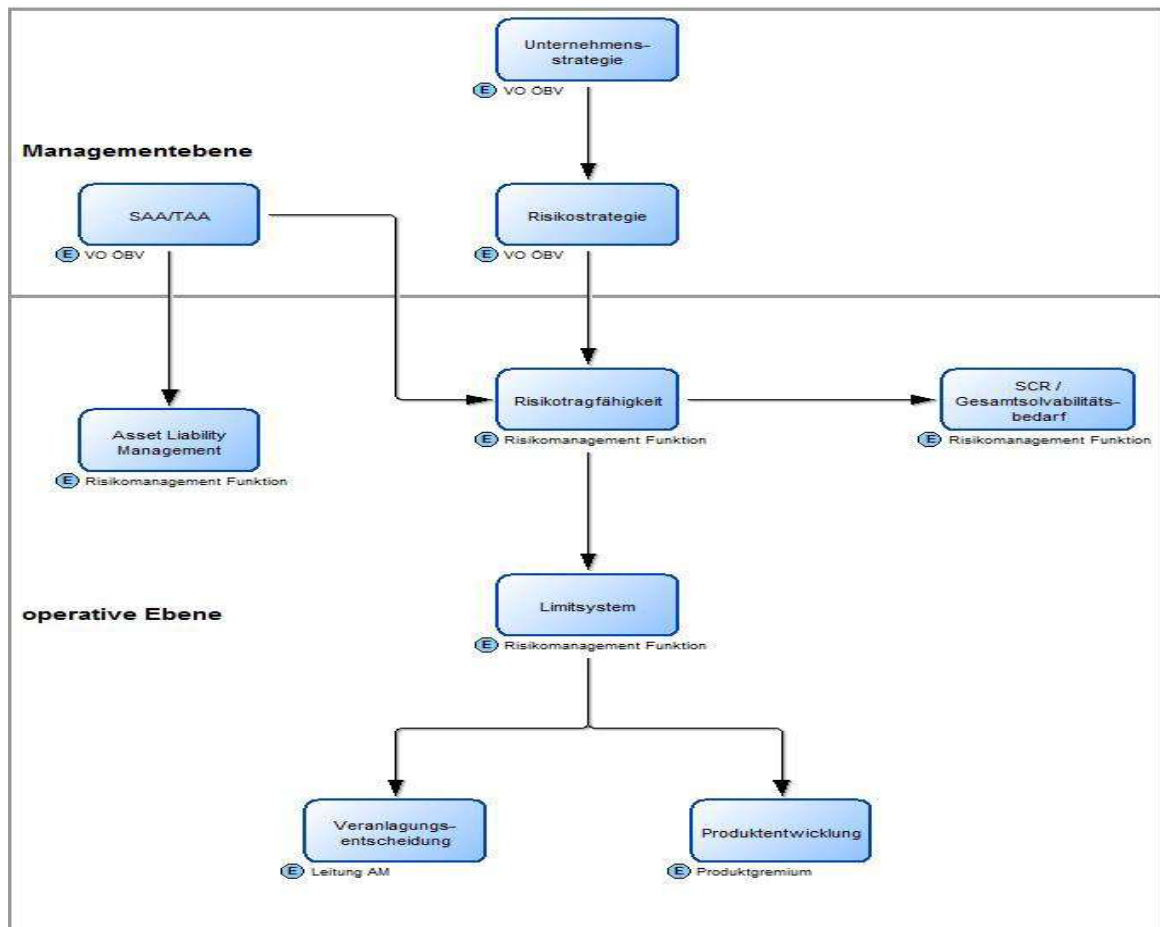 Unternehmens-
strategie
E VO ÖBV
Managementebene
SAA/TAA
E VO ÖBV
Risikostrategie
E VO ÖBV
Risikotragfähigkeit
E Risikomanagement Funktion
SCR /
Gesamtsolvabilitäts-
bedarf
E Risikomanagement Funktion
Asset Liability
Management
E Risikomanagement Funktion
Limitsystem
E Risikomanagement Funktion
operative Ebene
Veranlagungs-
entscheidung
E Leitung AM
Produktentwicklung
E Produktgremium